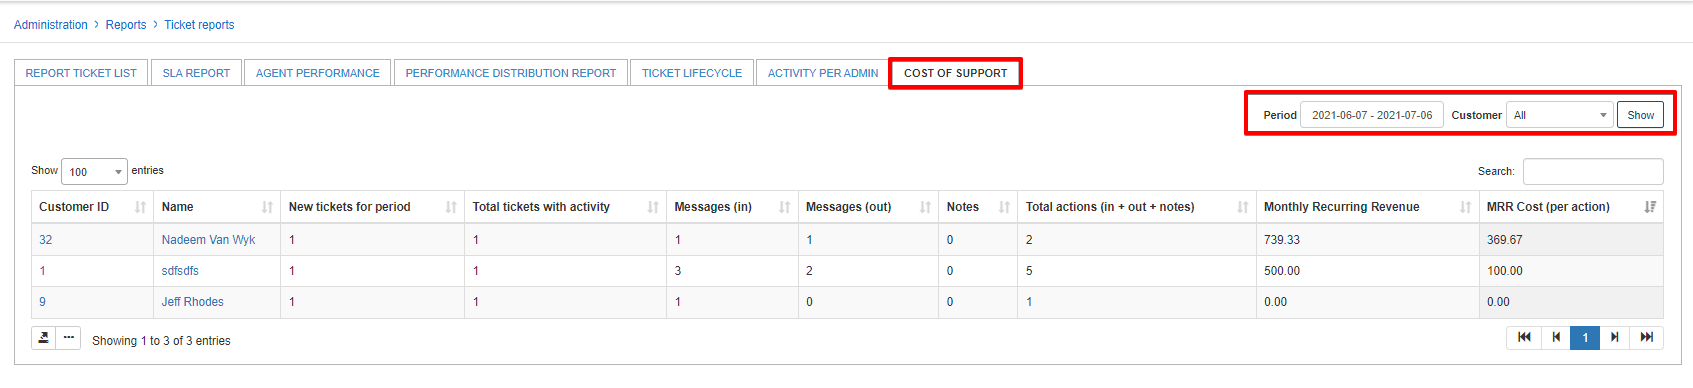 Administration > Reports > Ticket reports
REPORT TICKET LIST SLA REPORT AGENT PERFORMANCE PERFORMANCE DISTRIBUTION REPORT TICKET LIFECYCLE ACTIVITY PER ADMIN COST OF SUPPORT
Period 2021-06-07 - 2021-07-06 Customer All Show
Show 100 entries Search:
Customer ID Name New tickets for period Total tickets with activity Messages (in) Messages (out) Notes Total actions (in + out + notes) Monthly Recurring Revenue MRR Cost (per action)
32 Nadeem Van Wyk 1 1 1 1 0 2 739.33 369.67
1 sdfsdfs 1 1 3 2 0 5 500.00 100.00
9 Jeff Rhodes 1 1 1 0 0 1 0.00 0.00
Showing 1 to 3 of 3 entries 1